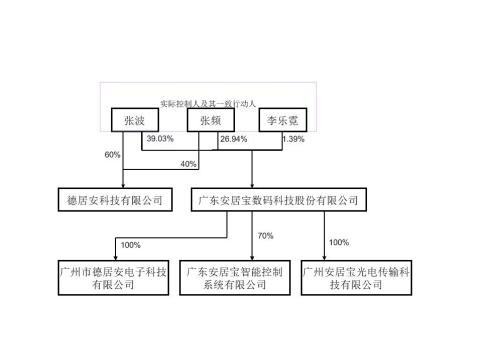 实际控制人及其一致行动人
张波
张频
李乐霓
39.03%
26.94%
1.39%
60%
40%
德居安科技有限公司
广东安居宝数码科技股份有限公司
100%
70%
100%
广州市德居安电子科技
有限公司
广东安居宝智能控制
系统有限公司
广州安居宝光电传输科
技有限公司